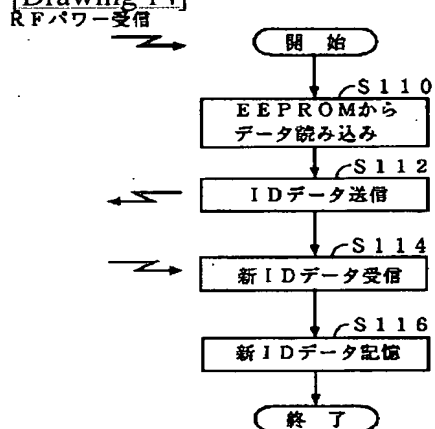 RFパワー受信
開 始
S110
EEPROMから
データ読み込み
S112
IDデータ送信
S114
新IDデータ受信
S116
新IDデータ記憶
終 了